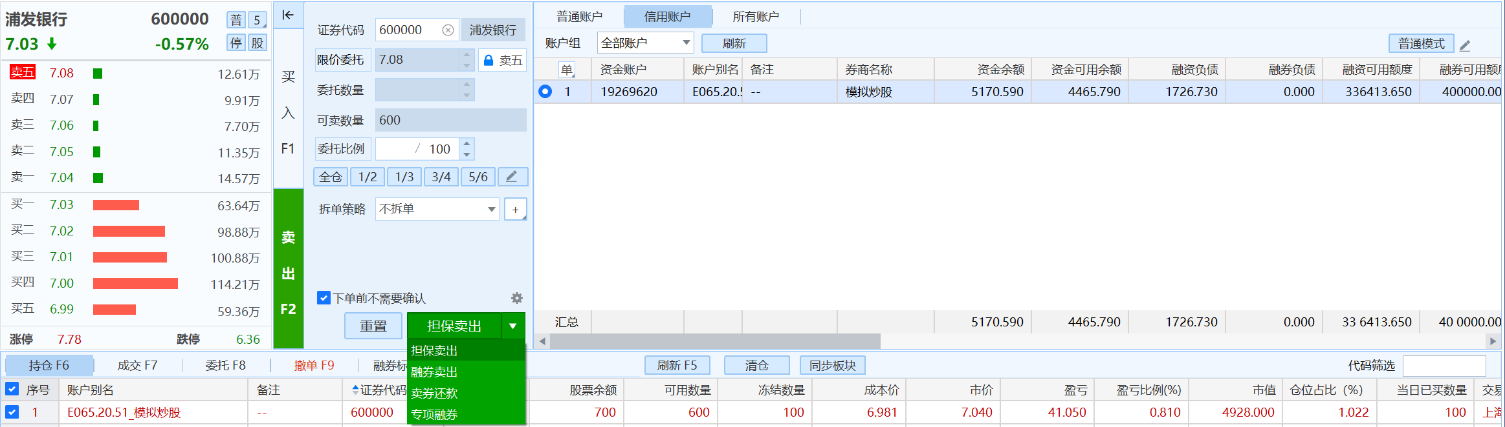 浦发银行 600000 普 5
7.03 -0.57% 停 股
卖五 7.08 12.61万
卖四 7.07 9.91万
卖三 7.06 7.70万
卖二 7.05 11.35万
卖一 7.04 14.57万
买一 7.03 63.64万
买二 7.02 98.88万
买三 7.01 100.88万
买四 7.00 114.21万
买五 6.99 59.36万
涨停 7.78 跌停 6.36
买
入
F1
卖
出
F2
证券代码 600000 浦发银行
限价委托 7.08 卖五
委托数量
可卖数量 600
委托比例 / 100
全仓 1/2 1/3 3/4 5/6
拆单策略 不拆单 +
下单前不需要确认
重置 担保卖出
担保卖出
融券卖出
卖券还款
专项融券
普通账户 信用账户 所有账户
账户组 全部账户 刷新 普通模式
单 资金账户 账户别名 备注 券商名称 资金余额 资金可用余额 融资负债 融券负债 融资可用额度 融券可用额度
1 19269620 E065.20.5 -- 模拟炒股 5170.590 4465.790 1726.730 0.000 336413.650 400000.00
汇总 5170.590 4465.790 1726.730 0.000 33 6413.650 40 0000.00
持仓 F6 成交 F7 委托 F8 撤单 F9 融券标 刷新 F5 清仓 同步板块 代码筛选
序号 账户别名 备注 证券代码 股票余额 可用数量 冻结数量 成本价 市价 盈亏 盈亏比例(%) 市值 仓位占比（%） 当日已买数量 交易
1 E065.20.51_模拟炒股 -- 600000 700 600 100 6.981 7.040 41.050 0.810 4928.000 1.022 100 上海